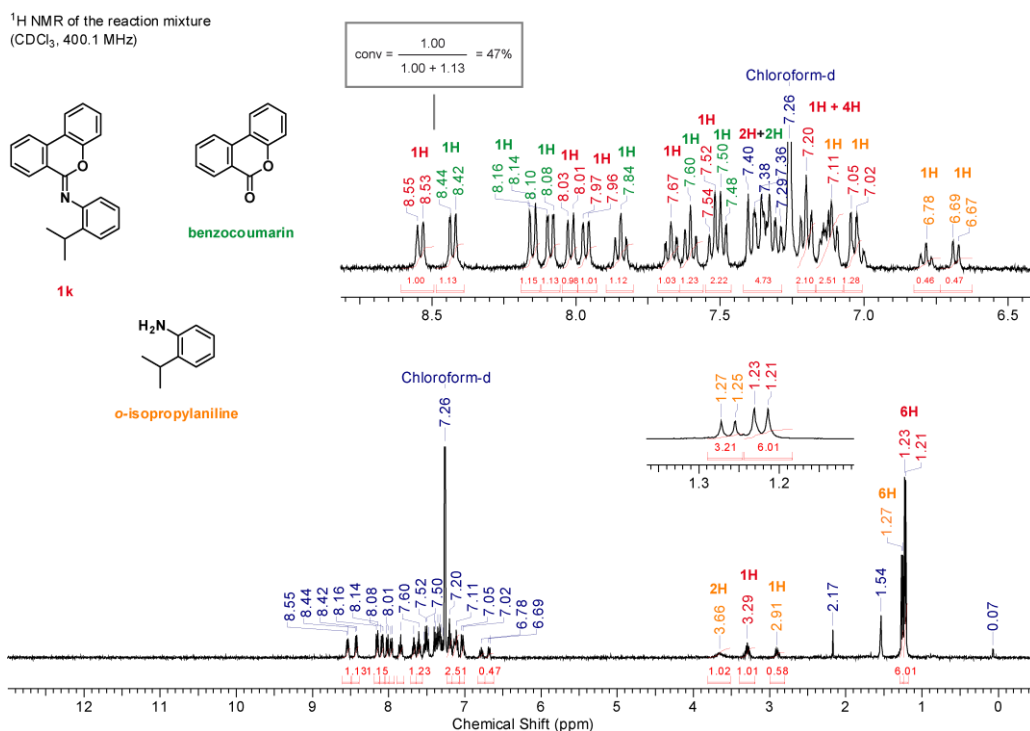 ¹H NMR of the reaction mixture
(CDCl₃, 400.1 MHz)
conv = 1.00 / 1.00 + 1.13 = 47%
O
N
1k
O
O
benzocoumarin
H₂N
o-isopropylaniline
Chloroform-d
1H 1H 1H 1H 1H 1H 1H 1H 1H 1H 1H 2H+2H 1H + 4H 1H 1H 1H 1H
8.55 8.53 8.44 8.42 8.16 8.14 8.10 8.08 8.03 8.01 7.97 7.96 7.84 7.67 7.60 7.54 7.52 7.50 7.48 7.40 7.38 7.36 7.29 7.26 7.20 7.11 7.05 7.02 6.78 6.69 6.67
1.00 1.13 1.15 1.13 0.98 1.01 1.12 1.03 1.23 2.22 4.73 2.10 2.51 1.28 0.46 0.47
8.5 8.0 7.5 7.0 6.5
Chloroform-d
7.26
1.27 1.25 1.23 1.21
3.21 6.01
1.3 1.2
6H
1.23 1.21
6H
1.27
8.55 8.44 8.42 8.16 8.14 8.08 8.01 7.60 7.52 7.50 7.20 7.11 7.05 7.02 6.78 6.69
2H 1H 1H
3.66 3.29 2.91 2.17 1.54 0.07
1.13 1.15 1.23 2.51 0.47 1.02 1.01 0.58 6.01
12 11 10 9 8 7 6 5 4 3 2 1 0
Chemical Shift (ppm)